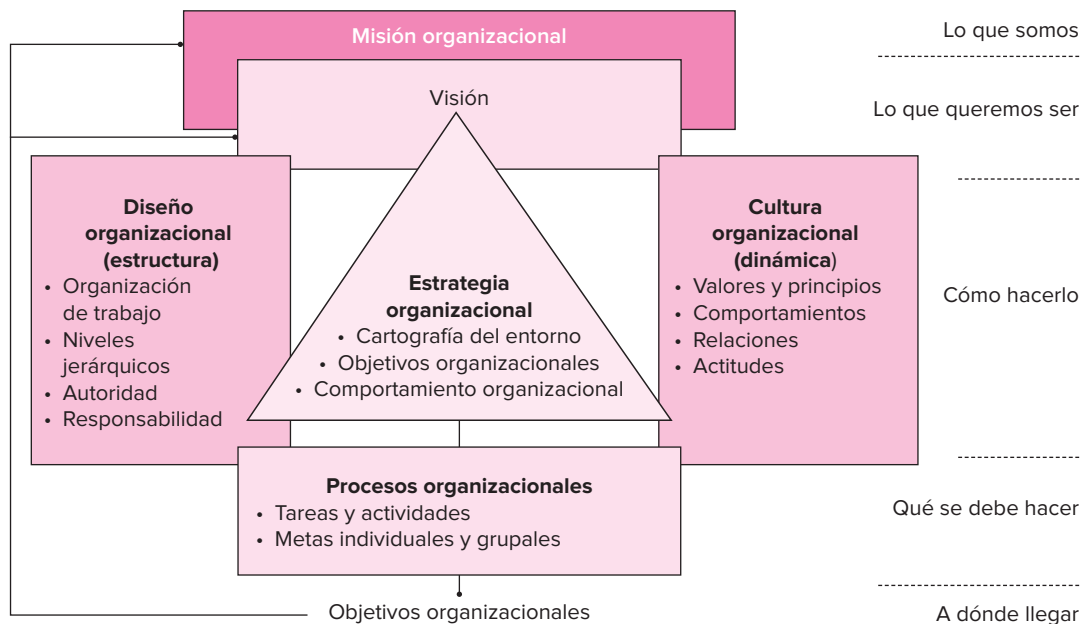 Misión organizacional
Lo que somos
Visión
Lo que queremos ser
Diseño
organizacional
(estructura)
• Organización
de trabajo
• Niveles
jerárquicos
• Autoridad
• Responsabilidad
Estrategia
organizacional
• Cartografía del entorno
• Objetivos organizacionales
• Comportamiento organizacional
Cultura
organizacional
(dinámica)
• Valores y principios
• Comportamientos
• Relaciones
• Actitudes
Cómo hacerlo
Procesos organizacionales
• Tareas y actividades
• Metas individuales y grupales
Qué se debe hacer
Objetivos organizacionales
A dónde llegar